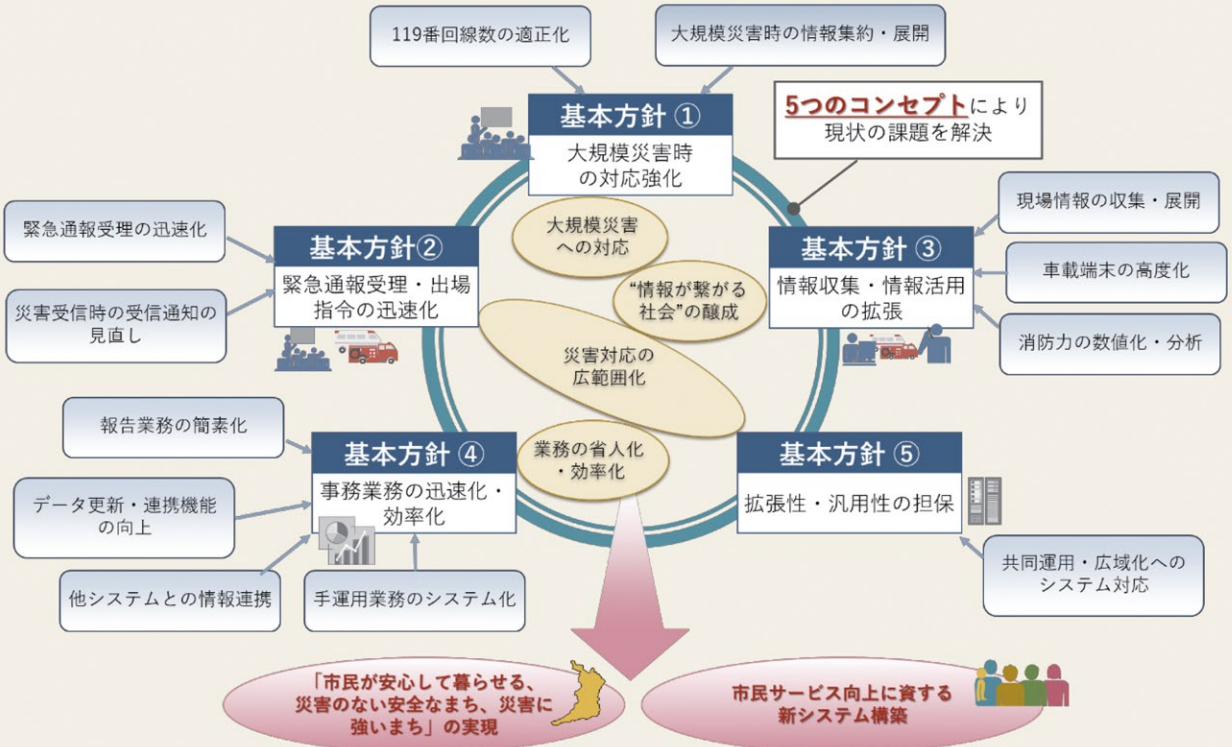 119番回線数の適正化
大規模災害時の情報集約・展開
基本方針 ①
大規模災害時
の対応強化
5つのコンセプトにより
現状の課題を解決
緊急通報受理の迅速化
災害受信時の受信通知の
見直し
基本方針②
緊急通報受理・出場
指令の迅速化
大規模災害
への対応
“情報が繋がる
社会”の醸成
災害対応の
広範囲化
業務の省人化
・効率化
基本方針 ③
情報収集・情報活用
の拡張
現場情報の収集・展開
車載端末の高度化
消防力の数値化・分析
報告業務の簡素化
データ更新・連携機能
の向上
他システムとの情報連携
手運用業務のシステム化
基本方針 ④
事務業務の迅速化・
効率化
基本方針 ⑤
拡張性・汎用性の担保
共同運用・広域化への
システム対応
「市民が安心して暮らせる、
災害のない安全なまち、災害に
強いまち」の実現
市民サービス向上に資する
新システム構築